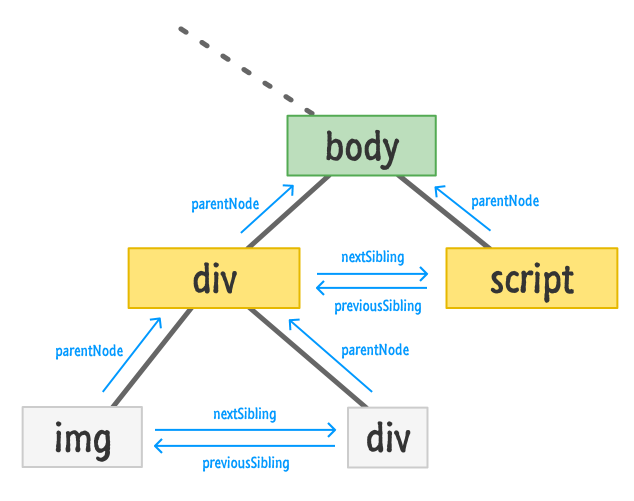 body
parentNode
parentNode
div
nextSibling
previousSibling
script
parentNode
parentNode
img
nextSibling
previousSibling
div